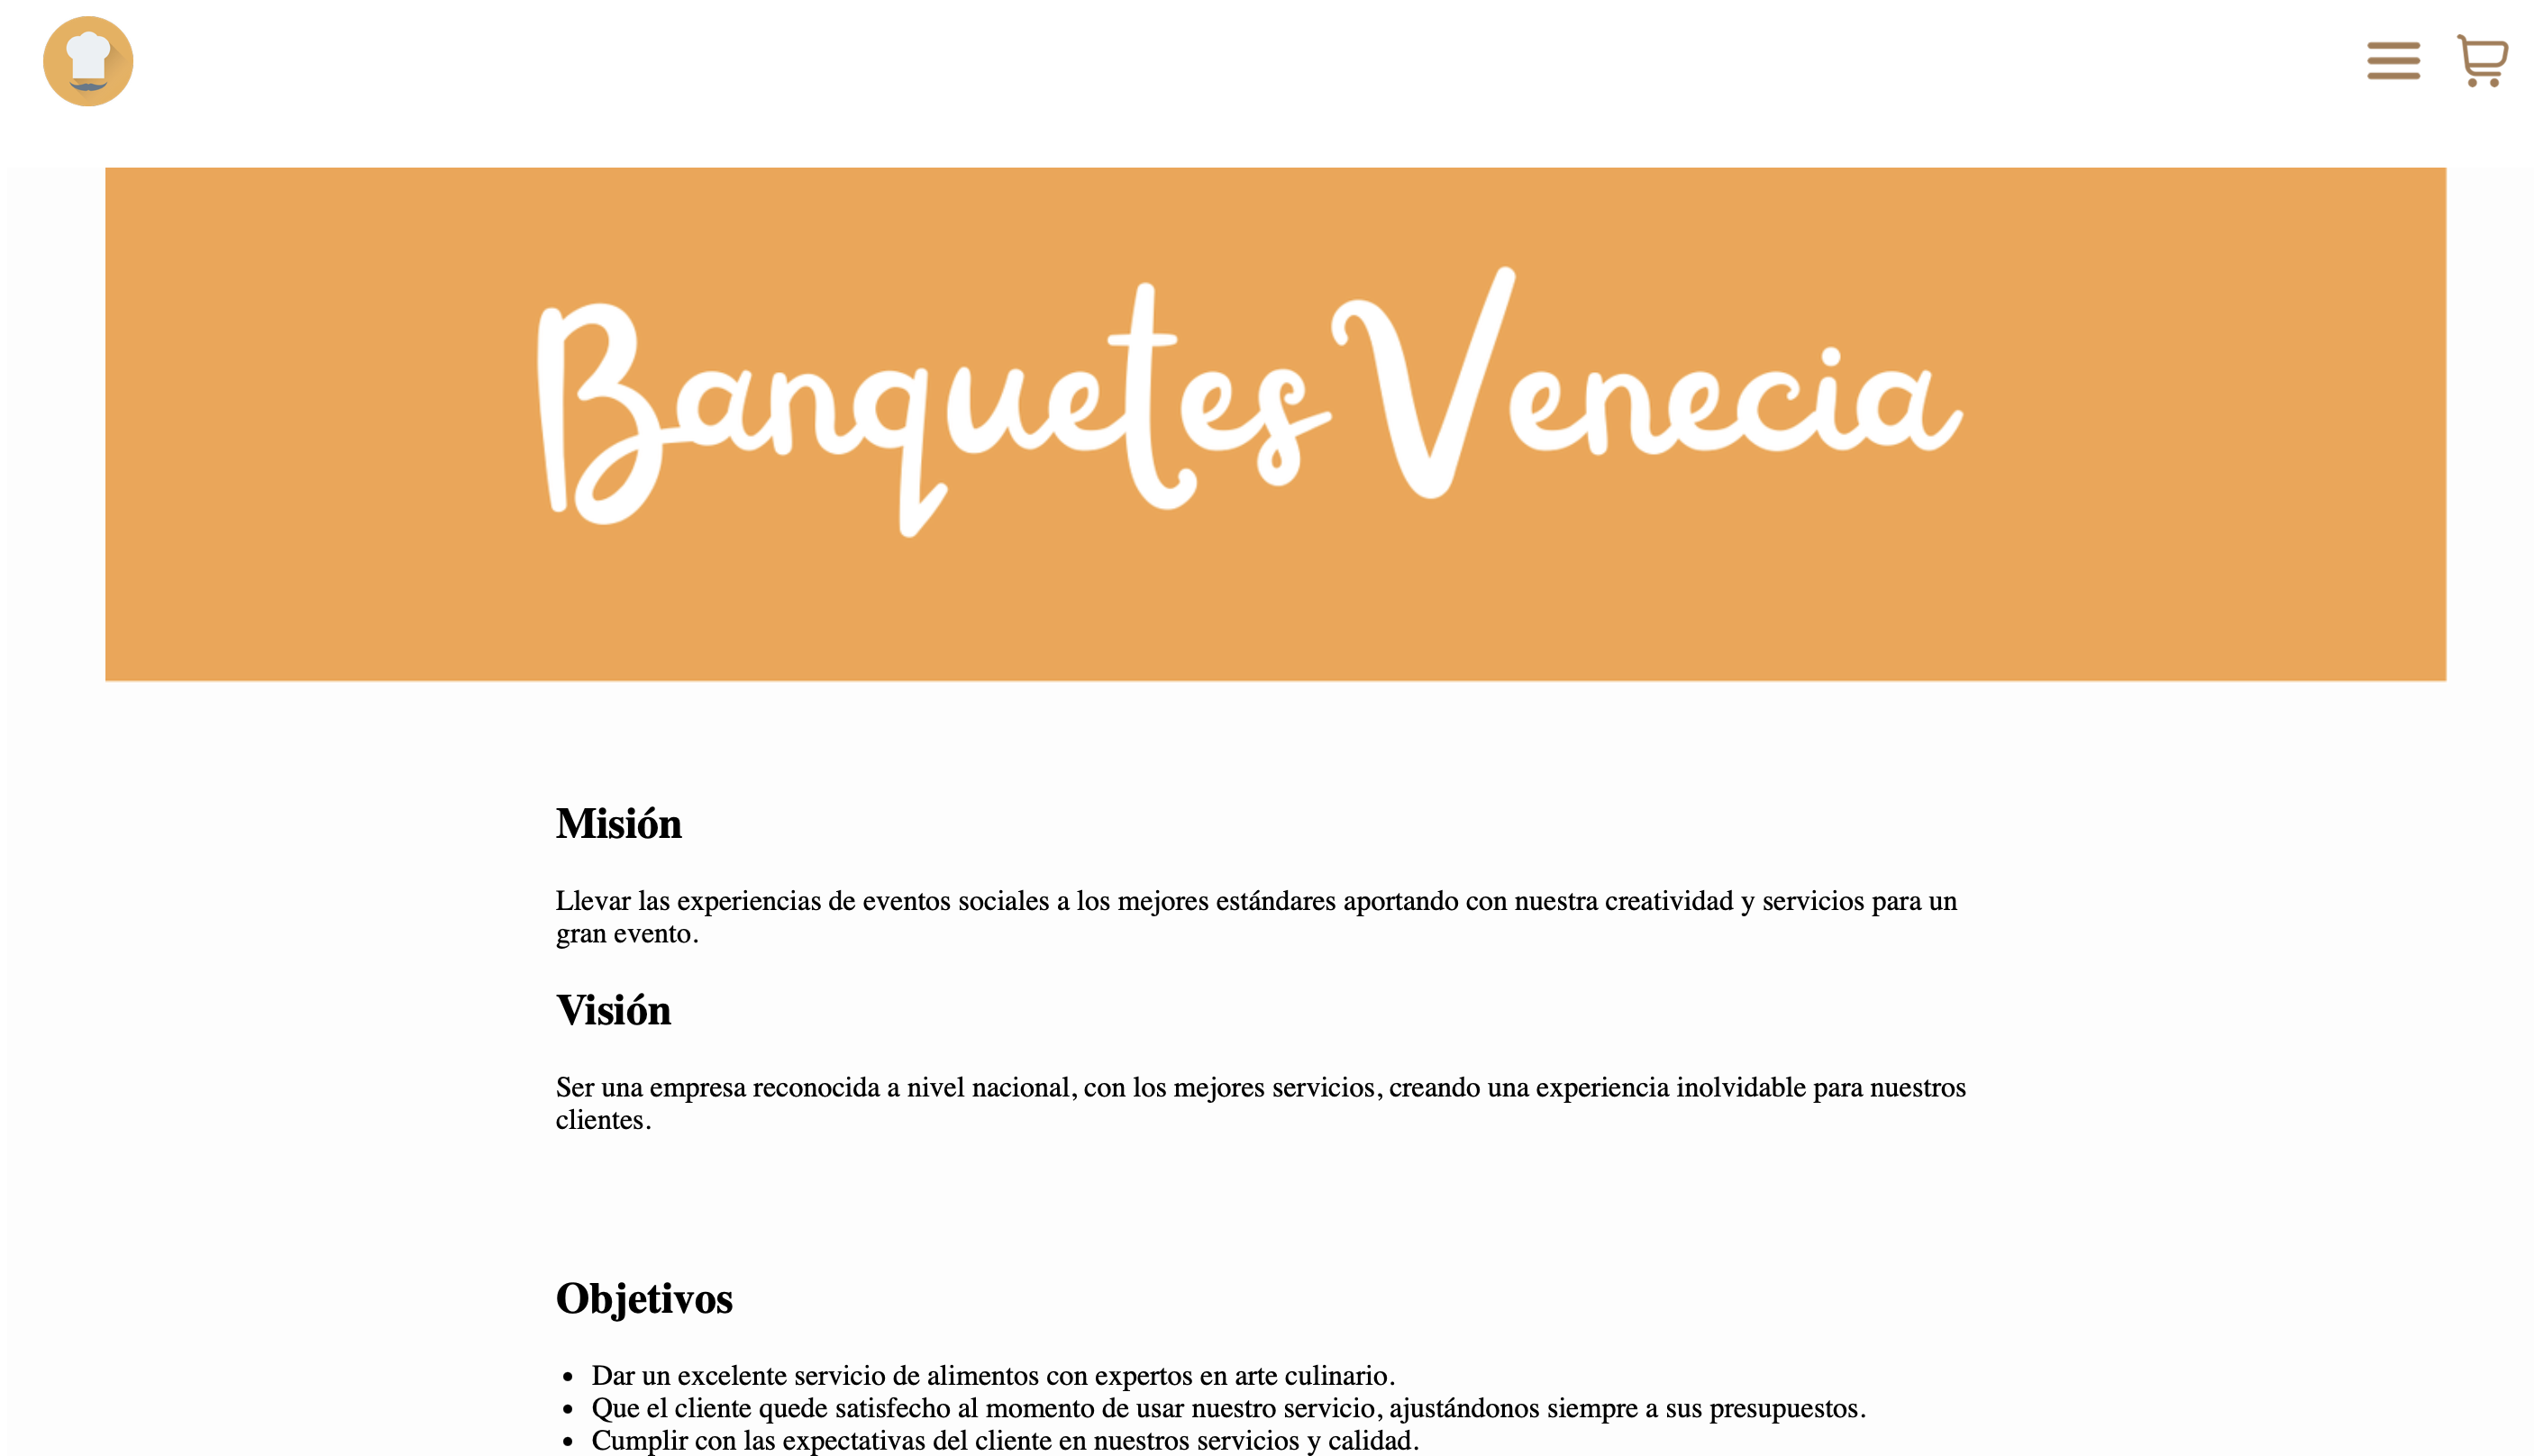 Banquetes Venecia
Misión
Llevar las experiencias de eventos sociales a los mejores estándares aportando con nuestra creatividad y servicios para un
gran evento.
Visión
Ser una empresa reconocida a nivel nacional, con los mejores servicios, creando una experiencia inolvidable para nuestros
clientes.
Objetivos
• Dar un excelente servicio de alimentos con expertos en arte culinario.
• Que el cliente quede satisfecho al momento de usar nuestro servicio, ajustándonos siempre a sus presupuestos.
• Cumplir con las expectativas del cliente en nuestros servicios y calidad.